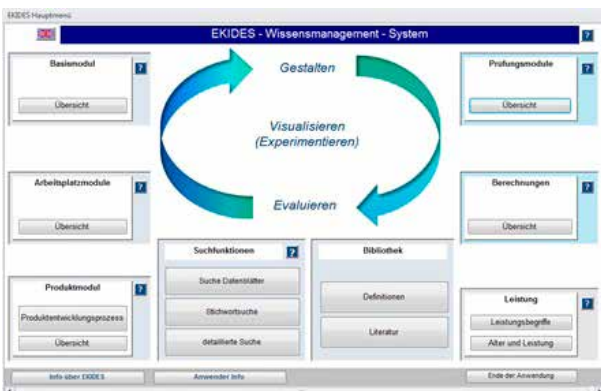 EKIDES Hauptmenü
EKIDES - Wissensmanagement - System
?
Basismodul
?
Übersicht
Gestalten
Prüfungsmodule
?
Übersicht
Visualisieren
(Experimentieren)
Arbeitsplatzmodule
?
Übersicht
Evaluieren
Berechnungen
?
Übersicht
Suchfunktionen
?
Suche Datenblätter
Stichwortsuche
detaillierte Suche
Bibliothek
Definitionen
Literatur
Produktmodul
?
Produktentwicklungsprozess
Übersicht
Leistung
?
Leistungsbegriffe
Alter und Leistung
Info über EKIDES
Anwender Info
Ende der Anwendung